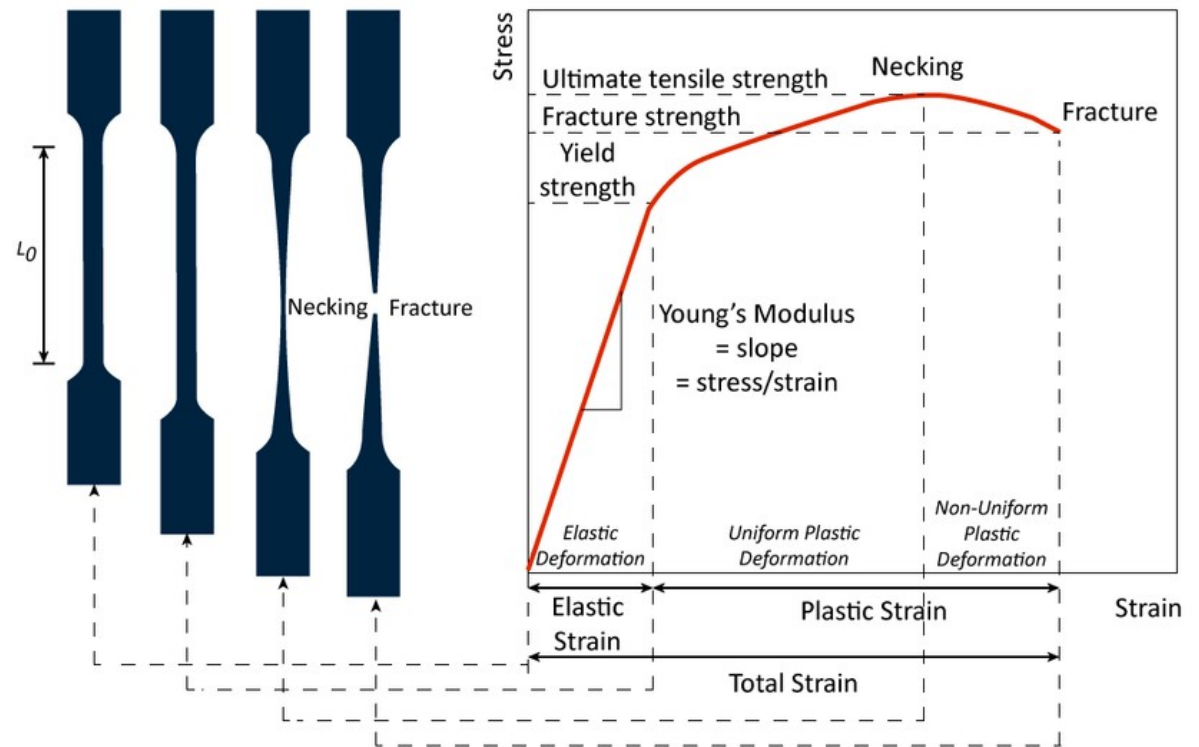 L0
Necking
Fracture
Stress
Ultimate tensile strength
Necking
Fracture strength
Fracture
Yield
strength
Young’s Modulus
= slope
= stress/strain
Elastic
Deformation
Uniform Plastic
Deformation
Non-Uniform
Plastic
Deformation
Elastic
Strain
Plastic Strain
Strain
Total Strain